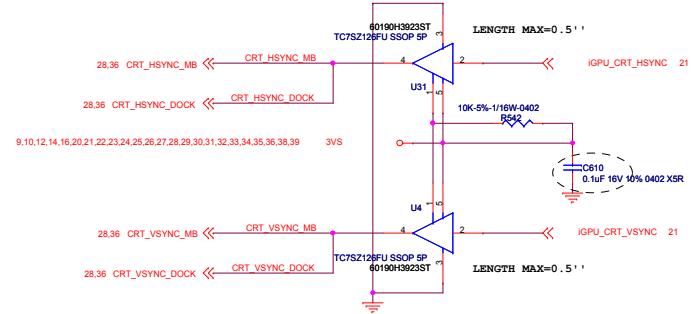 60190H3923ST
TC7SZ126FU SSOP 5P
LENGTH MAX=0.5''
3
28,36 CRT_HSYNC_MB
CRT_HSYNC_MB
4
2
iGPU_CRT_HSYNC 21
1
5
U31
28,36 CRT_HSYNC_DOCK
CRT_HSYNC_DOCK
10K-5%-1/16W-0402
R542
9,10,12,14,16,20,21,22,23,24,25,26,27,28,29,30,31,32,33,34,35,36,38,39 3VS
C610
0.1uF 16V 10% 0402 X5R
U4
1
5
28,36 CRT_VSYNC_MB
CRT_VSYNC_MB
4
2
iGPU_CRT_VSYNC 21
3
TC7SZ126FU SSOP 5P
60190H3923ST
LENGTH MAX=0.5''
28,36 CRT_VSYNC_DOCK
CRT_VSYNC_DOCK